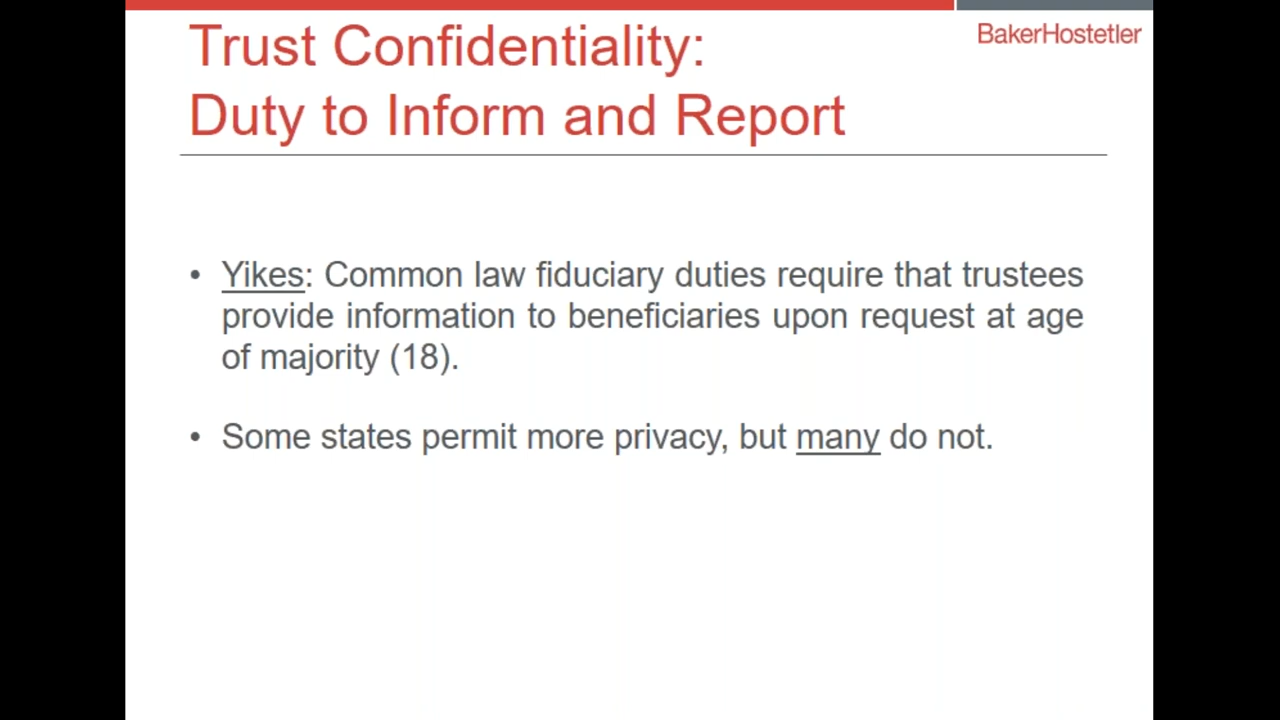 Trust Confidentiality:
Duty to Inform and Report
BakerHostetler
• Yikes: Common law fiduciary duties require that trustees
provide information to beneficiaries upon request at age
of majority (18).
• Some states permit more privacy, but many do not.